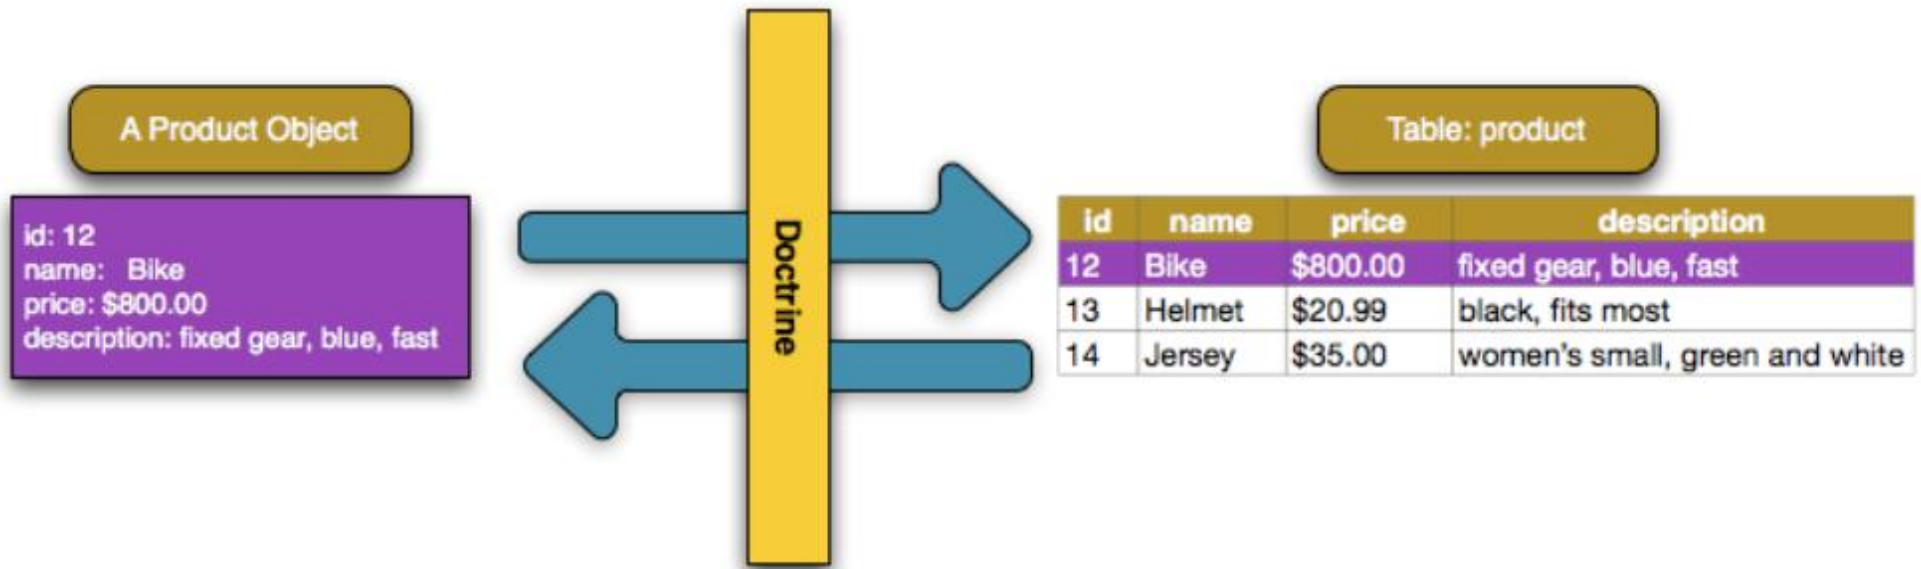 A Product Object
id: 12
name: Bike
price: $800.00
description: fixed gear, blue, fast
Doctrine
Table: product
id name price description
12 Bike $800.00 fixed gear, blue, fast
13 Helmet $20.99 black, fits most
14 Jersey $35.00 women's small, green and white